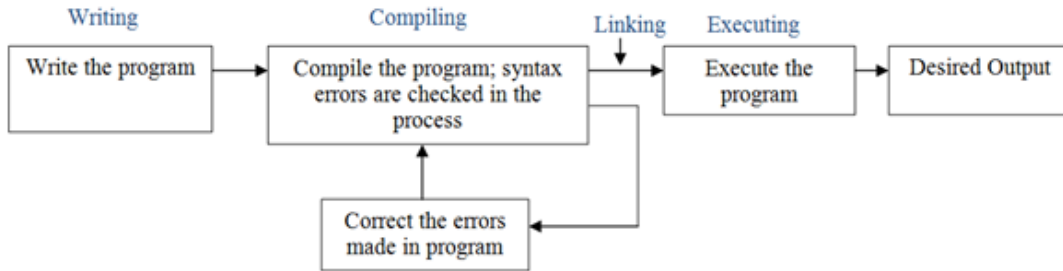 Writing
Compiling
Linking
Executing
Write the program
Compile the program; syntax
errors are checked in the
process
Execute the
program
Desired Output
Correct the errors
made in program